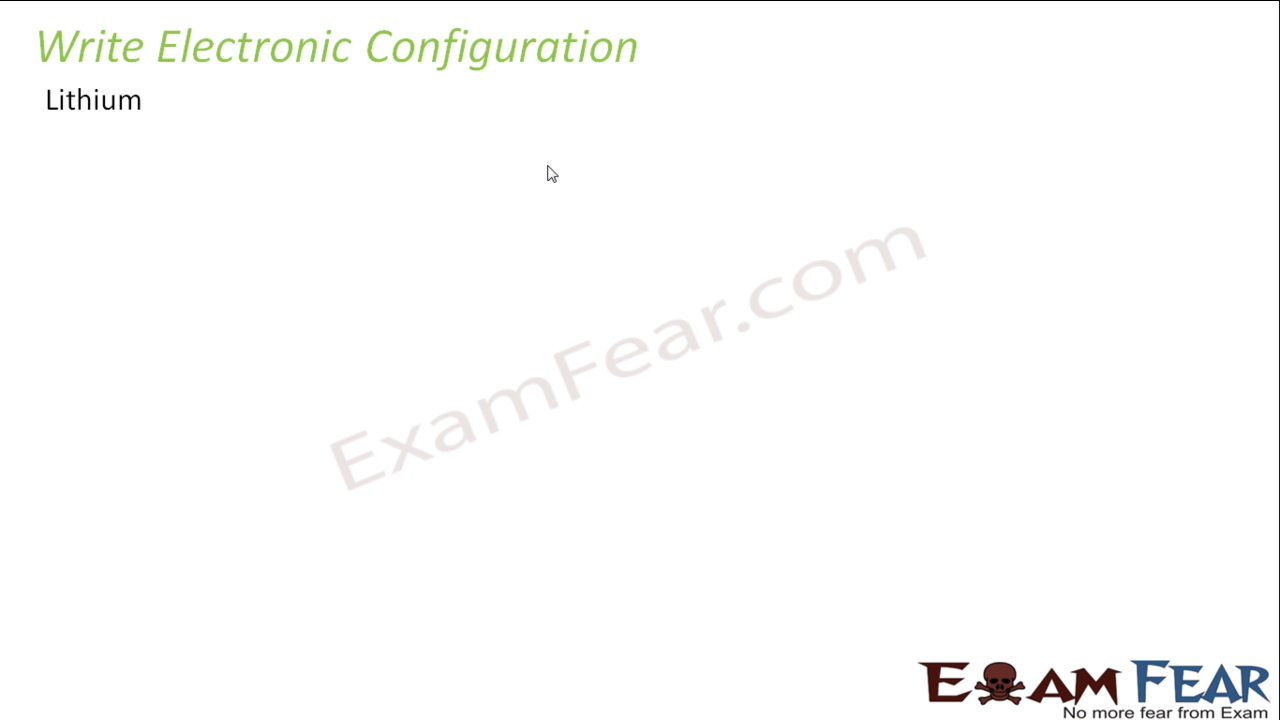 Write Electronic Configuration
Lithium
ExamFear.com
EXAM FEAR
No more fear from Exam